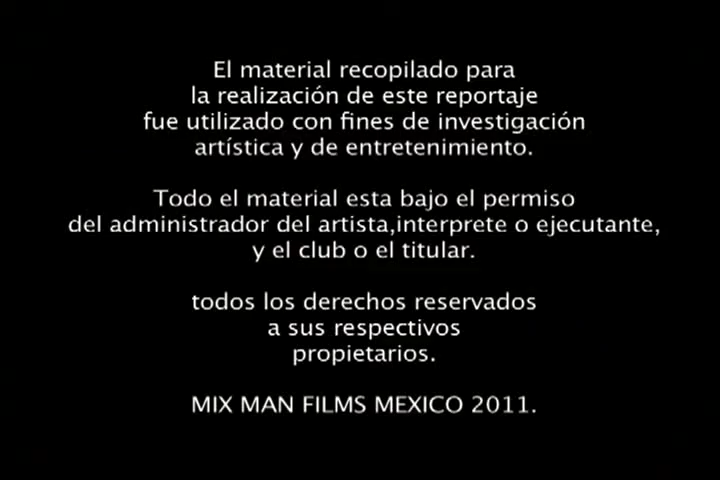 El material recopilado para
la realización de este reportaje
fue utilizado con fines de investigación
artística y de entretenimiento.
Todo el material esta bajo el permiso
del administrador del artista,interprete o ejecutante,
y el club o el titular.
todos los derechos reservados
a sus respectivos
propietarios.
MIX MAN FILMS MEXICO 2011.